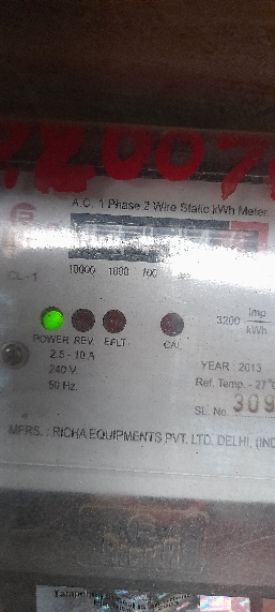 A.C. 1 Phase 2 Wire Static kWh Meter
CL-1
10000 1000 100
3200 Imp/kWh
POWER REV. E/FLT CAL
2.5 - 10 A
240 V
50 Hz.
YEAR : 2013
Ref. Temp. - 27°
SL. No. 309
MFRS. : RICHA EQUIPMENTS PVT. LTD. DELHI, (IND